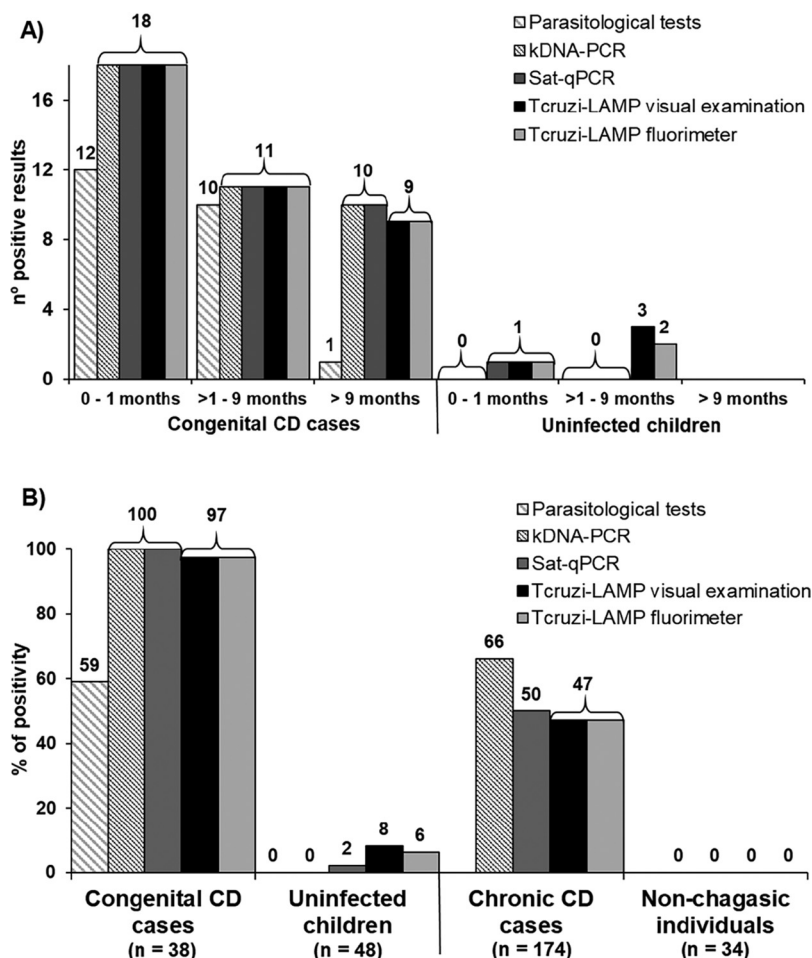 A)
Parasitological tests
kDNA-PCR
Sat-qPCR
Tcruzi-LAMP visual examination
Tcruzi-LAMP fluorimeter
nº positive results
16
12
8
4
0
12
18
10
11
1
10
9
0
1
0
3
2
0 - 1 months
>1 - 9 months
> 9 months
0 - 1 months
>1 - 9 months
> 9 months
Congenital CD cases
Uninfected children
B)
Parasitological tests
kDNA-PCR
Sat-qPCR
Tcruzi-LAMP visual examination
Tcruzi-LAMP fluorimeter
% of positivity
100
80
60
40
20
0
59
100
97
0
0
2
8
6
66
50
47
0
0
0
0
Congenital CD cases (n = 38)
Uninfected children (n = 48)
Chronic CD cases (n = 174)
Non-chagasic individuals (n = 34)